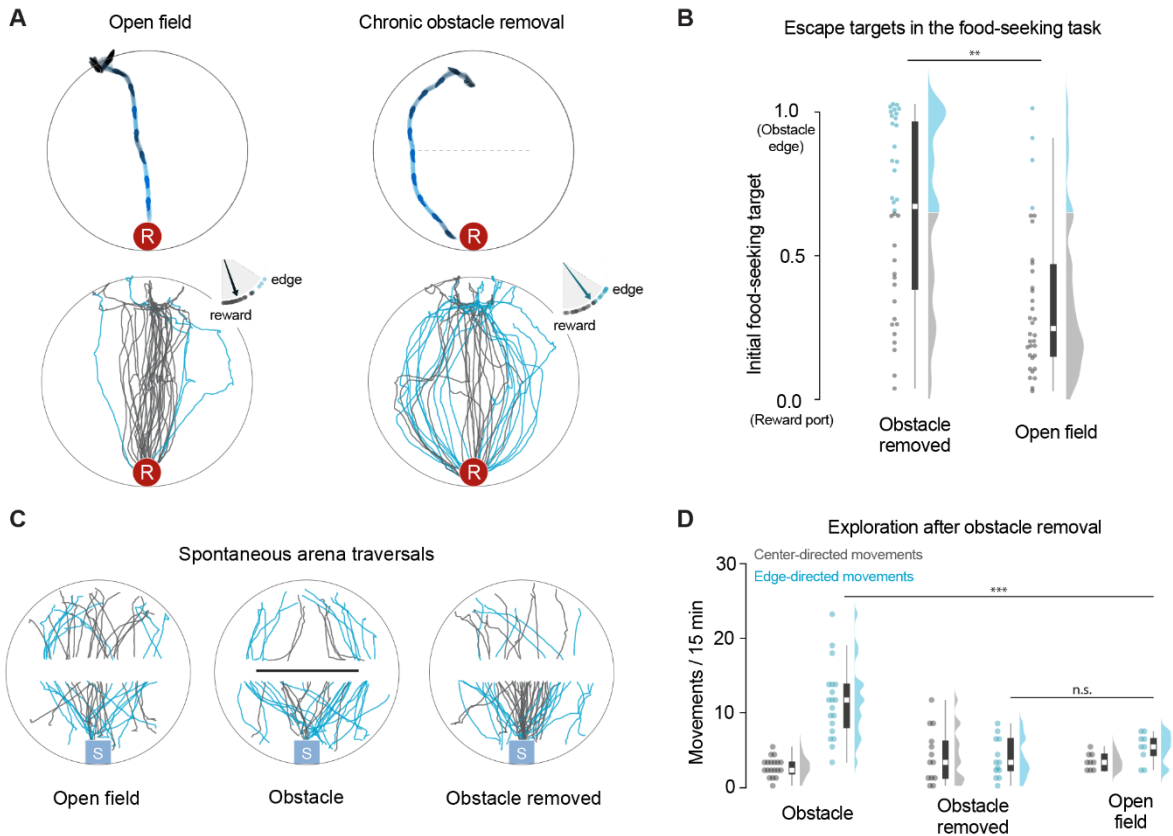 A
Open field
Chronic obstacle removal
R
R
edge
reward
edge
reward
R
R
B
Escape targets in the food-seeking task
**
Initial food-seeking target
1.0
(Obstacle
edge)
0.5
0.0
(Reward port)
Obstacle
removed
Open field
C
Spontaneous arena traversals
S
S
S
Open field
Obstacle
Obstacle removed
D
Exploration after obstacle removal
Center-directed movements
Edge-directed movements
Movements / 15 min
30
20
10
0
***
n.s.
Obstacle
Obstacle
removed
Open
field